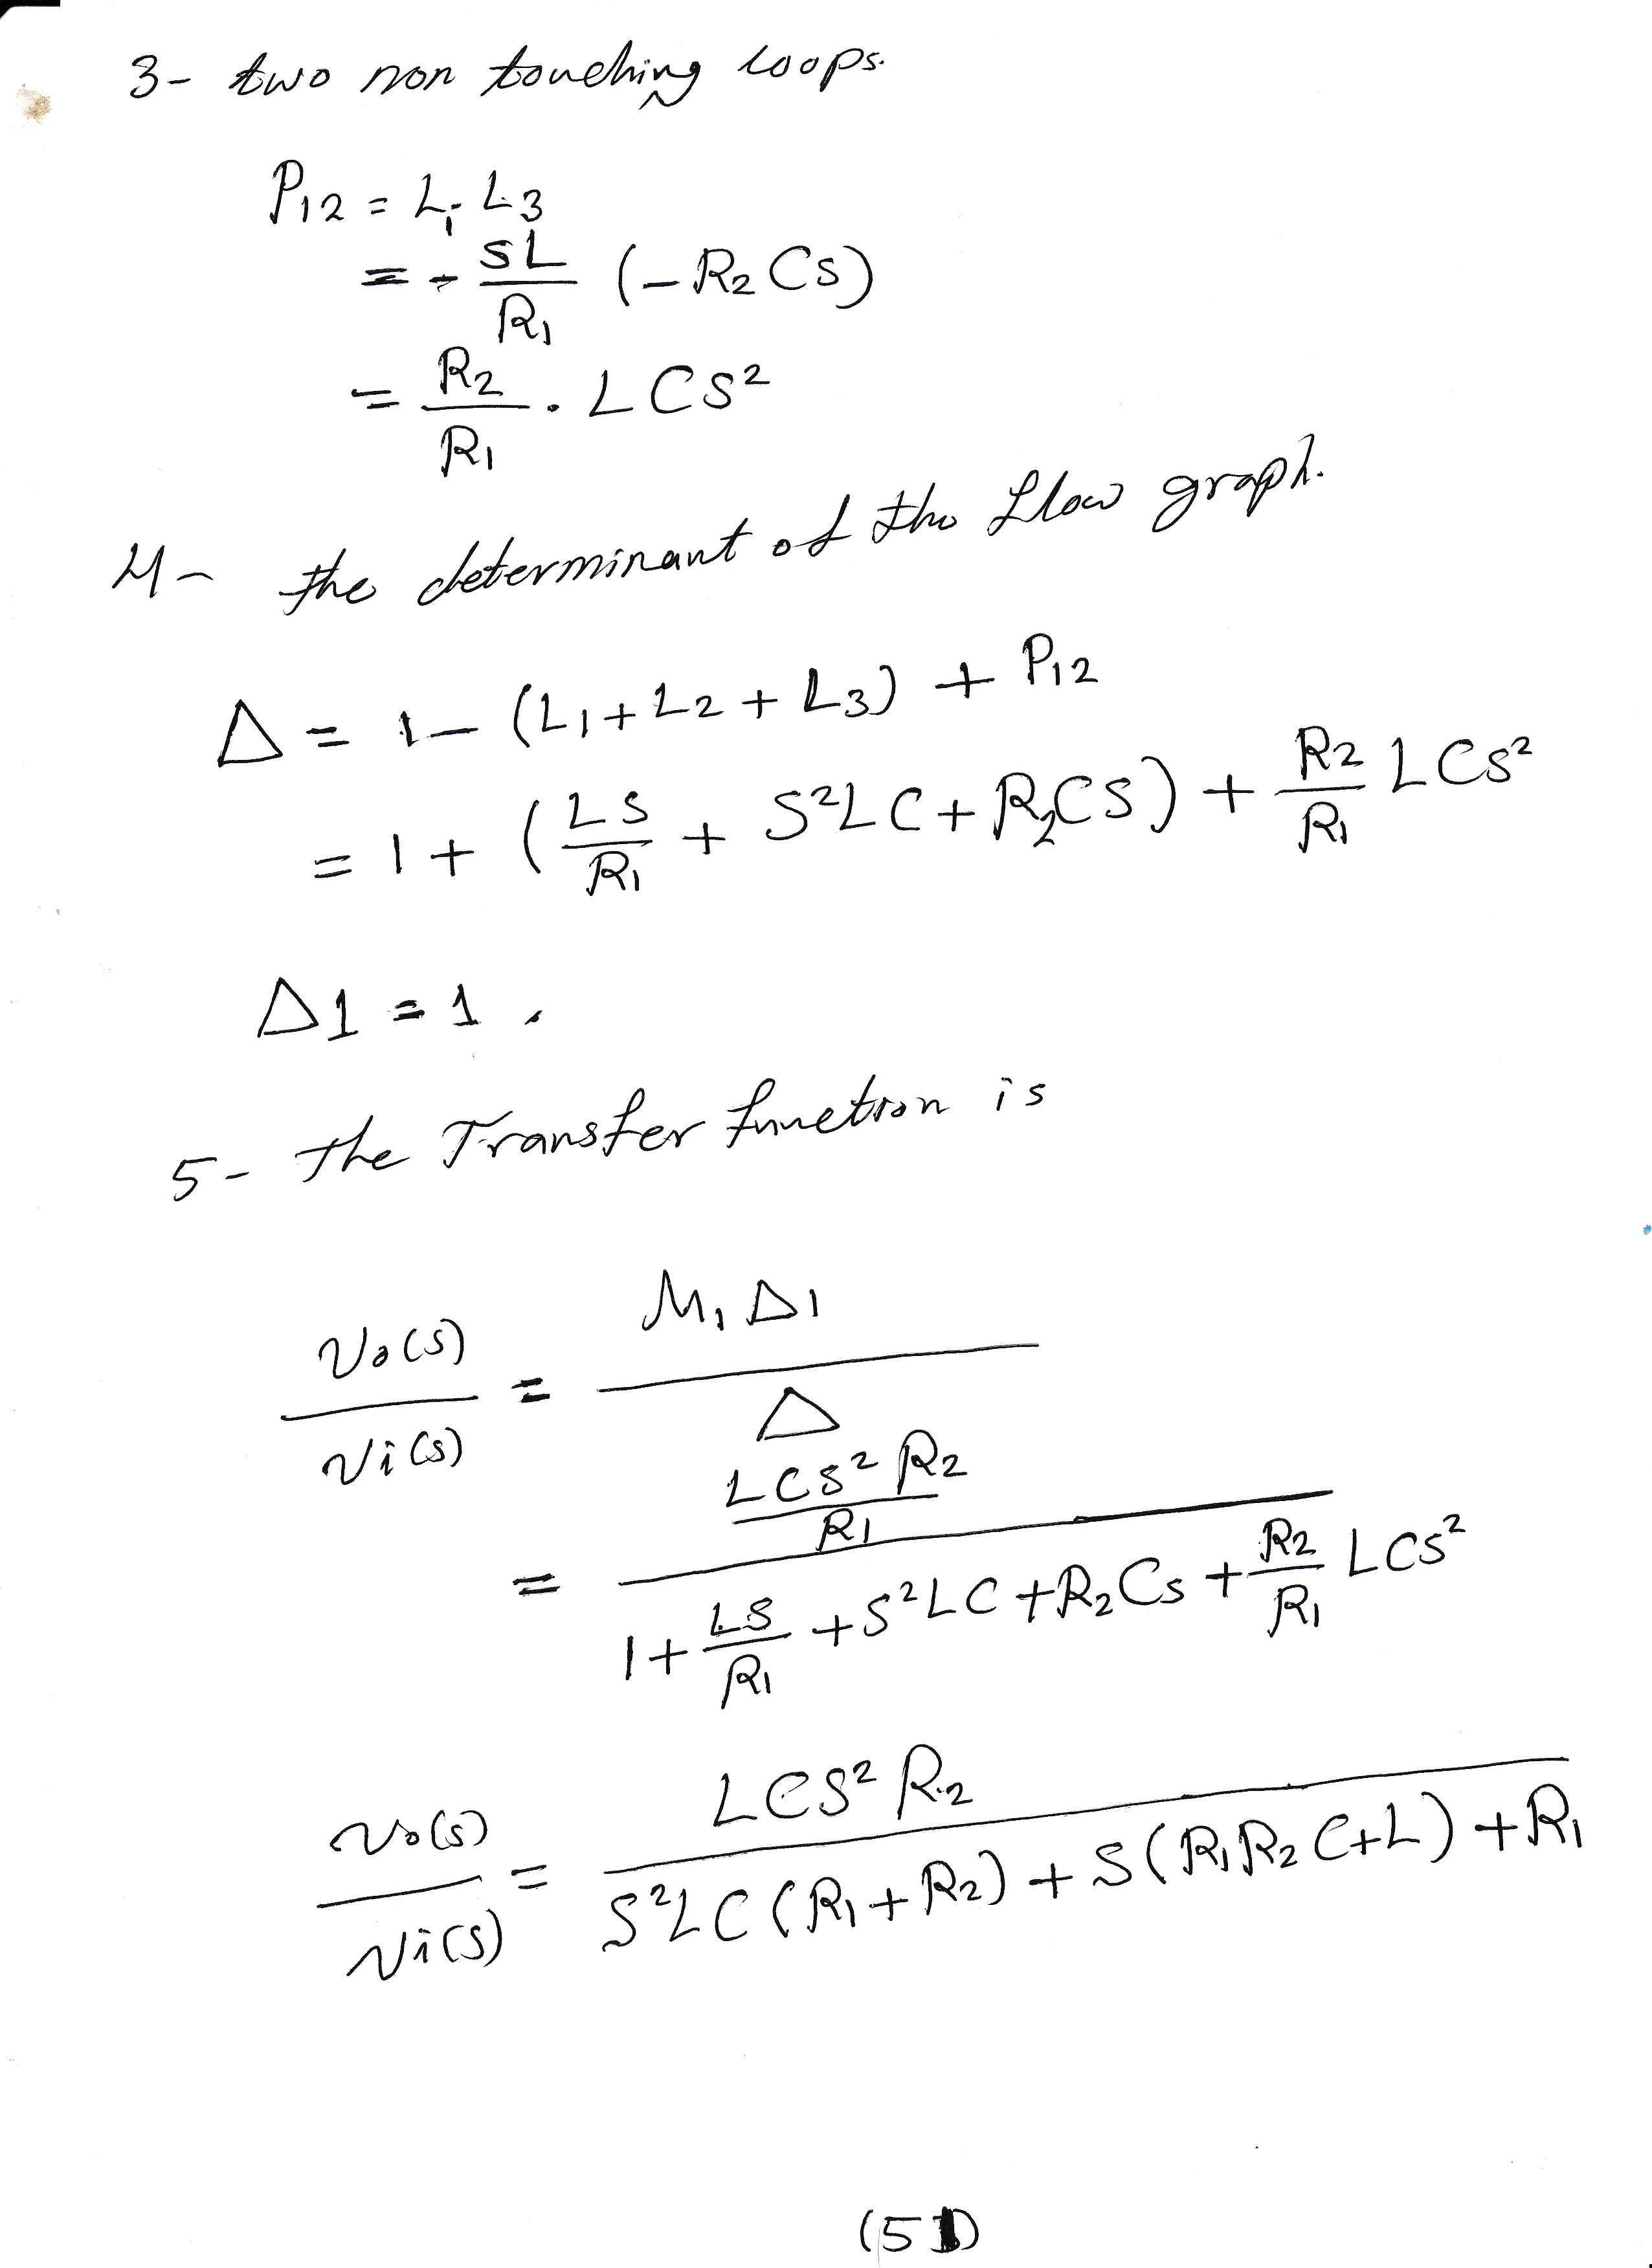 3- two non touching loops.
P12 = L1 L3
= - SL/R1 (-R2 CS)
= R2/R1 . LCS²
4- the determinant of the flow graph.
Δ = 1 - (L1 + L2 + L3) + P12
= 1 + (LS/R1 + S²LC + R2CS) + R2/R1 LCS²
Δ1 = 1 .
5- The Transfer function is
Vo(s)/Vi(s) = M1 Δ1/Δ
= (LCS² R2/R1)/(1 + LS/R1 + S²LC + R2CS + R2/R1 LCS²)
Vo(s)/Vi(s) = LCS² R2/(S²LC(R1 + R2) + S(R1R2C + L) + R1)
(51)